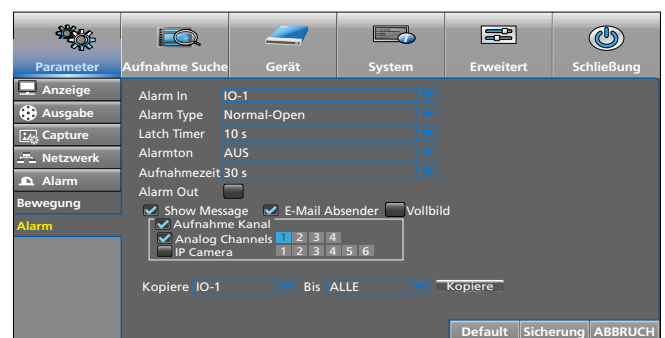 Parameter Aufnahme Suche Gerät System Erweitert Schließung
Anzeige
Ausgabe
Capture
Netzwerk
Alarm
Bewegung
Alarm
Alarm In IO-1
Alarm Type Normal-Open
Latch Timer 10 s
Alarmton AUS
Aufnahmezeit 30 s
Alarm Out
Show Message E-Mail Absender Vollbild
Aufnahme Kanal
Analog Channels 1 2 3 4
IP Camera 1 2 3 4 5 6
Kopiere IO-1 Bis ALLE Kopiere
Default Sicherung ABBRUCH